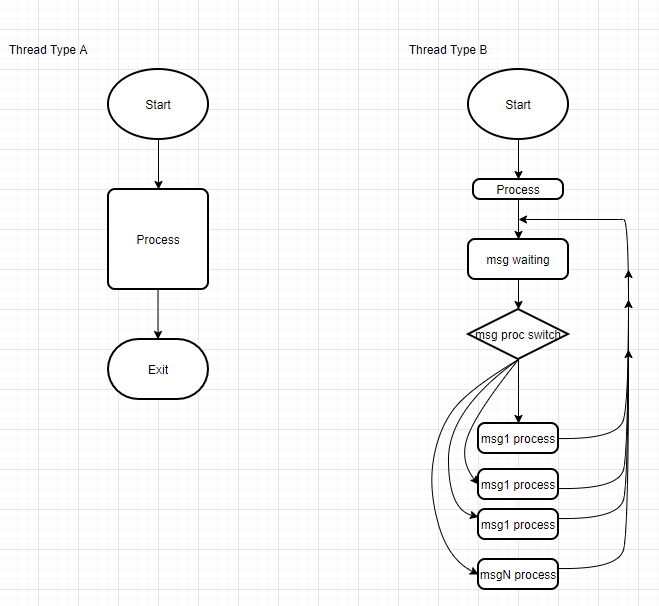 Thread Type A
Start
Process
Exit
Thread Type B
Start
Process
msg waiting
msg proc switch
msg1 process
msg1 process
msg1 process
msgN process